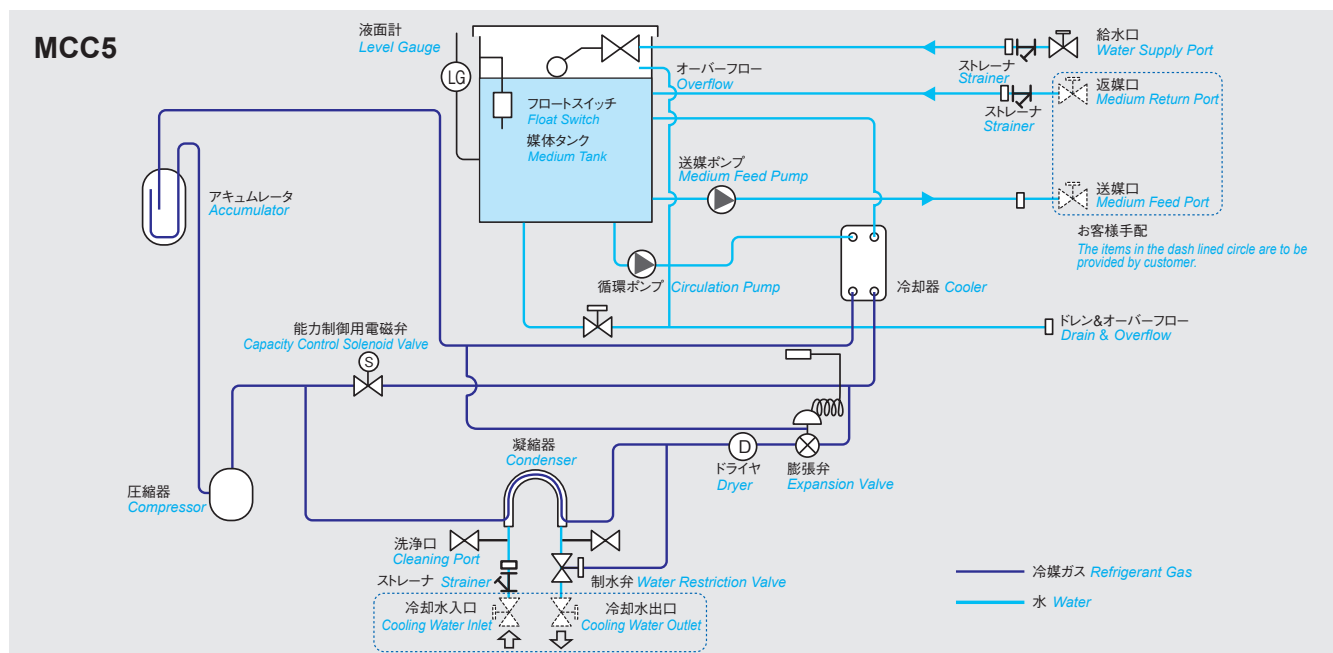 MCC5
液面計
Level Gauge
LG
フロートスイッチ
Float Switch
媒体タンク
Medium Tank
オーバーフロー
Overflow
ストレーナ
Strainer
給水口
Water Supply Port
ストレーナ
Strainer
返媒口
Medium Return Port
送媒ポンプ
Medium Feed Pump
送媒口
Medium Feed Port
お客様手配
The items in the dash lined circle are to be
provided by customer.
アキュムレータ
Accumulator
循環ポンプ Circulation Pump
冷却器 Cooler
ドレン&オーバーフロー
Drain & Overflow
能力制御用電磁弁
Capacity Control Solenoid Valve
S
凝縮器
Condenser
D
ドライヤ
Dryer
膨張弁
Expansion Valve
圧縮器
Compressor
洗浄口
Cleaning Port
ストレーナ Strainer
制水弁 Water Restriction Valve
冷却水入口
Cooling Water Inlet
冷却水出口
Cooling Water Outlet
冷媒ガス Refrigerant Gas
水 Water